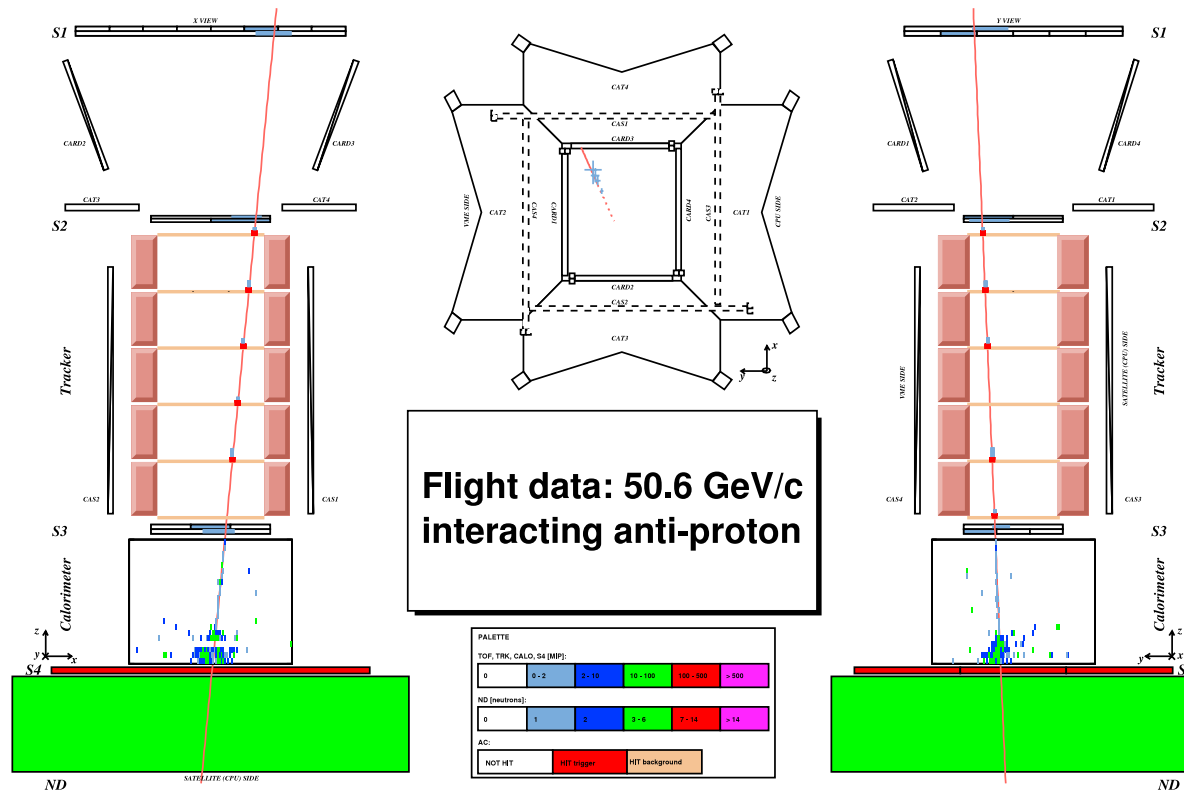 X VIEW
S1
CARD2
CARD3
CAT3
CAT4
S2
Tracker
CAS2
CAS1
S3
Calorimeter
z
y
x
S4
SATELLITE (CPU) SIDE
ND
CAT4
CAS1
CARD3
VME SIDE
CAT2
CAS4
CARD1
CARD4
CAS3
CAT1
CPU SIDE
CARD2
CAS2
CAT3
x
y
z
Flight data: 50.6 GeV/c
interacting anti-proton
PALETTE
TOF, TRK, CALO, S4 [MIP]:
0 0 - 2 2 - 10 10 - 100 100 - 500 > 500
ND [neutrons]:
0 1 2 3 - 6 7 - 14 > 14
AC:
NOT HIT HIT trigger HIT background
Y VIEW
S1
CARD1
CARD4
CAT2
CAT1
S2
VME SIDE
SATELLITE (CPU) SIDE
Tracker
CAS4
CAS3
S3
Calorimeter
z
y
x
S
ND